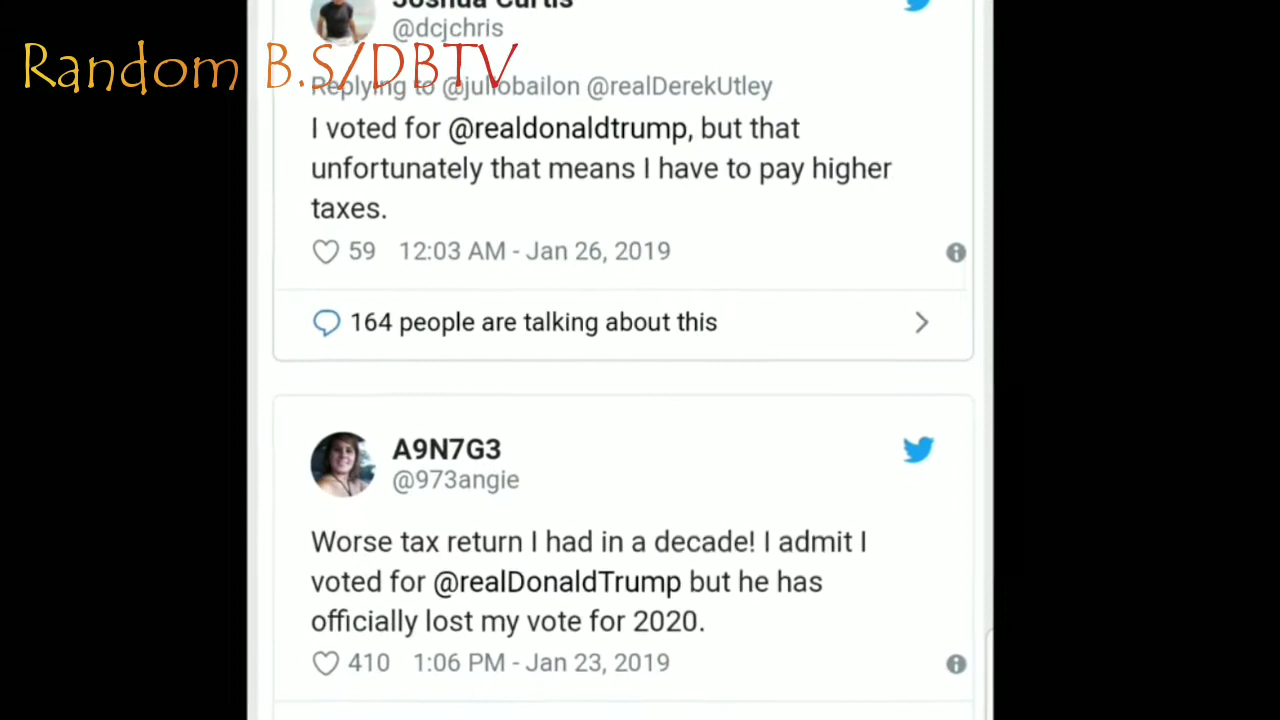 Joshua Curtis
@dcjchris
Random B.S/DBTV
Replying to @juliobailon @realDerekUtley
I voted for @realdonaldtrump, but that
unfortunately that means I have to pay higher
taxes.
59 12:03 AM - Jan 26, 2019
164 people are talking about this
A9N7G3
@973angie
Worse tax return I had in a decade! I admit I
voted for @realDonaldTrump but he has
officially lost my vote for 2020.
410 1:06 PM - Jan 23, 2019